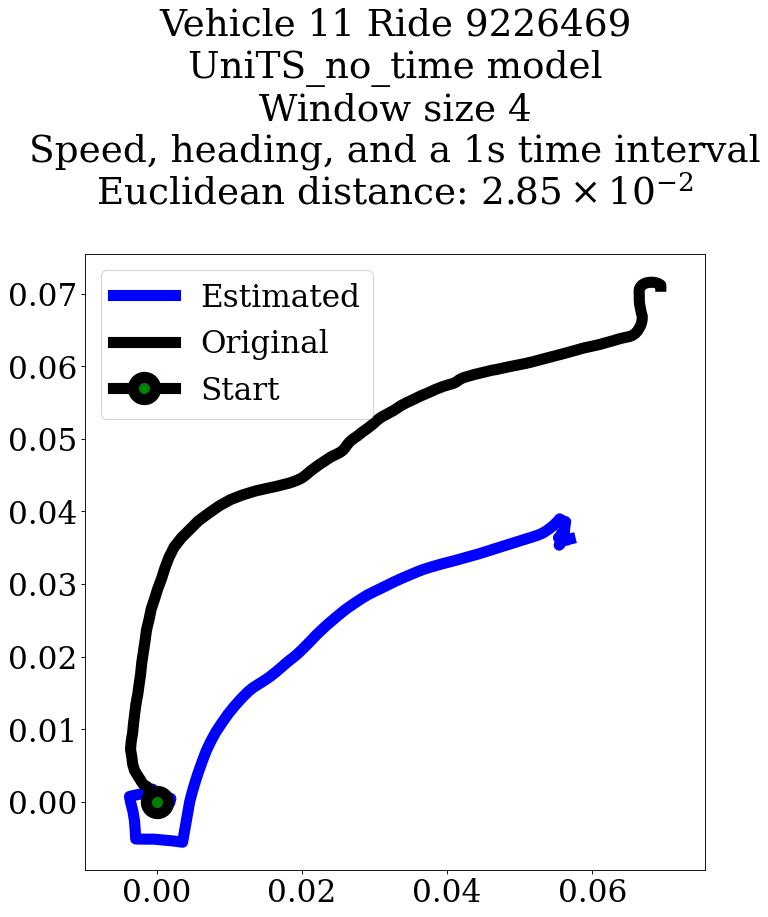 Vehicle 11 Ride 9226469
UniTS_no_time model
Window size 4
Speed, heading, and a 1s time interval
Euclidean distance: 2.85 × 10⁻²
Estimated
Original
Start
0.07
0.06
0.05
0.04
0.03
0.02
0.01
0.00
0.00 0.02 0.04 0.06